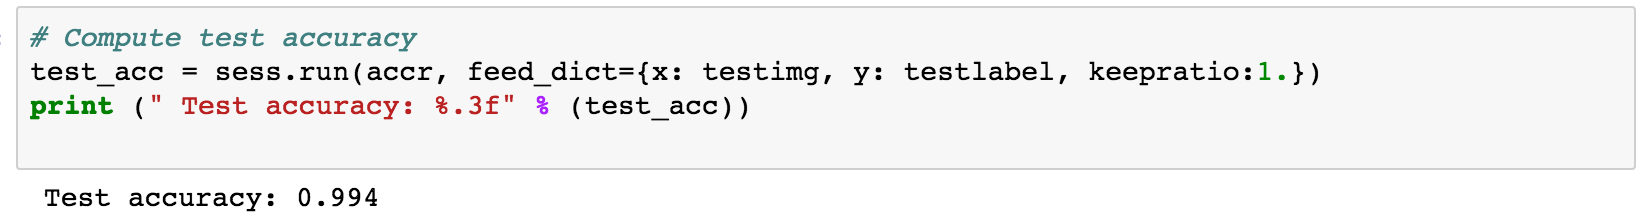 # Compute test accuracy
test_acc = sess.run(accr, feed_dict={x: testimg, y: testlabel, keepratio:1.})
print (" Test accuracy: %.3f" % (test_acc))
Test accuracy: 0.994